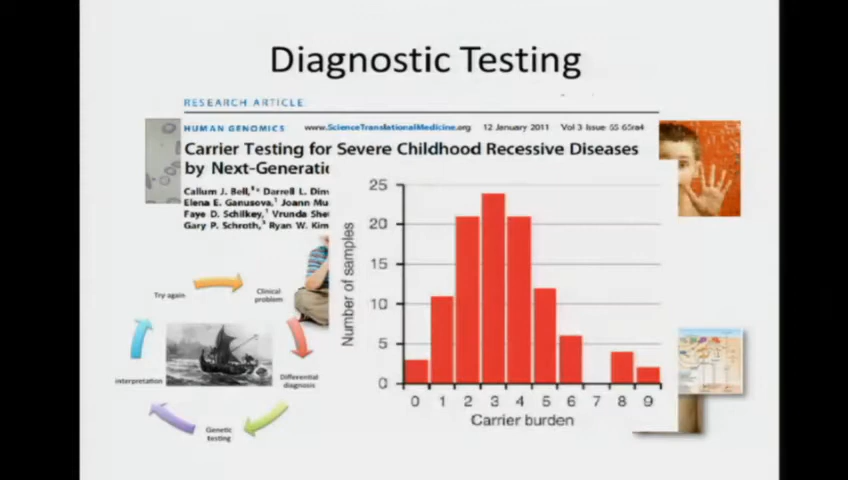 Diagnostic Testing
RESEARCH ARTICLE
HUMAN GENOMICS www.ScienceTranslationalMedicine.org 12 January 2011 Vol 3 Issue 65 65ra4
Carrier Testing for Severe Childhood Recessive Diseases
by Next-Generati
Callum J. Bell, Darrell L. Din
Elena E. Ganusova, Joann Mu
Faye D. Schilkey, Vrunda She
Gary P. Schroth, Ryan W. Kim
Clinical
problem
Differential
diagnosis
Genetic
testing
interpretation
Try again
Number of samples
25
20
15
10
5
0
0 1 2 3 4 5 6 7 8 9
Carrier burden